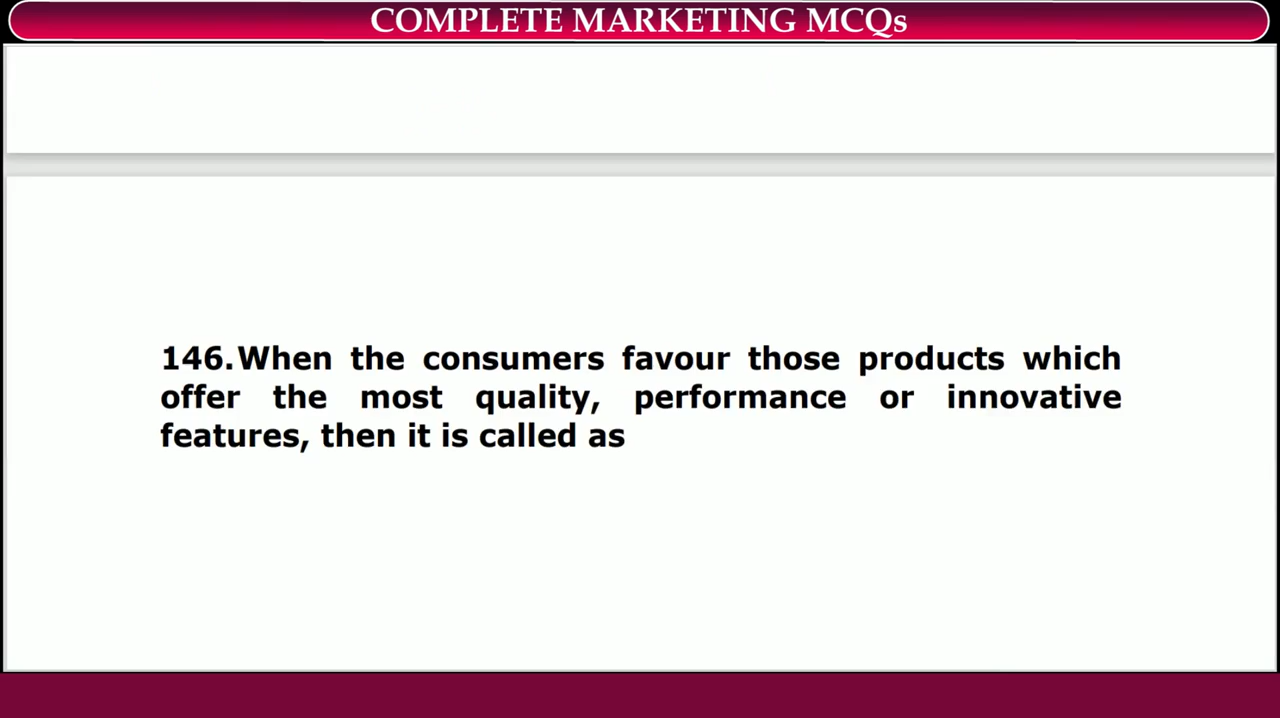 COMPLETE MARKETING MCQs
146.When the consumers favour those products which
offer the most quality, performance or innovative
features, then it is called as